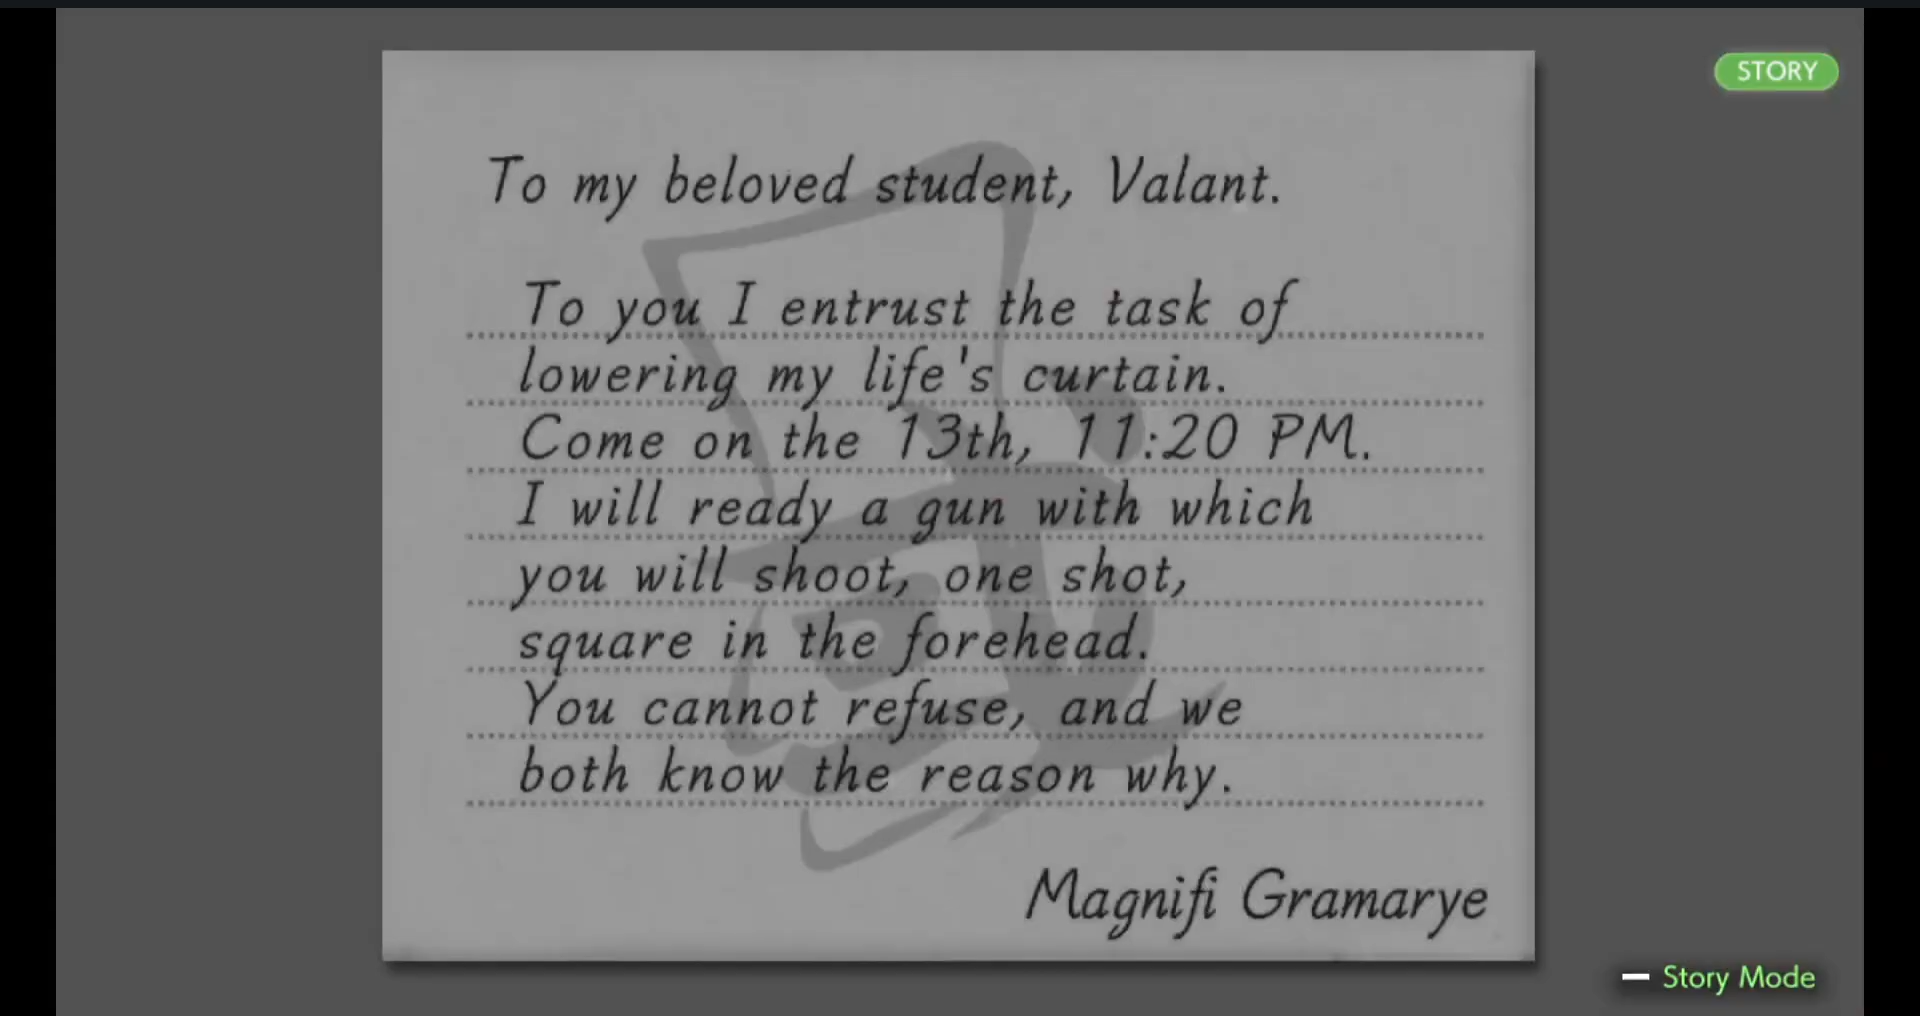 STORY
To my beloved student, Valant.
To you I entrust the task of
lowering my life's curtain.
Come on the 13th, 11:20 PM.
I will ready a gun with which
you will shoot, one shot,
square in the forehead.
You cannot refuse, and we
both know the reason why.
Magnifi Gramarye
Story Mode